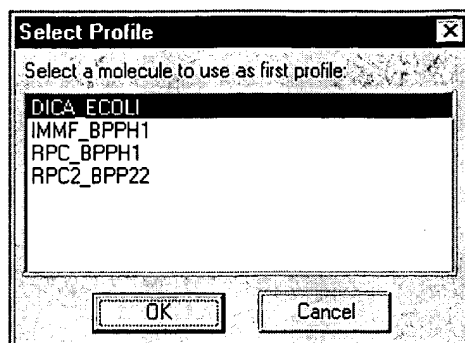 Select Profile
Select a molecule to use as first profile:
DICA_ECOLI
IMMF_BPPH1
RPC_BPPH1
RPC2_BPP22
OK
Cancel